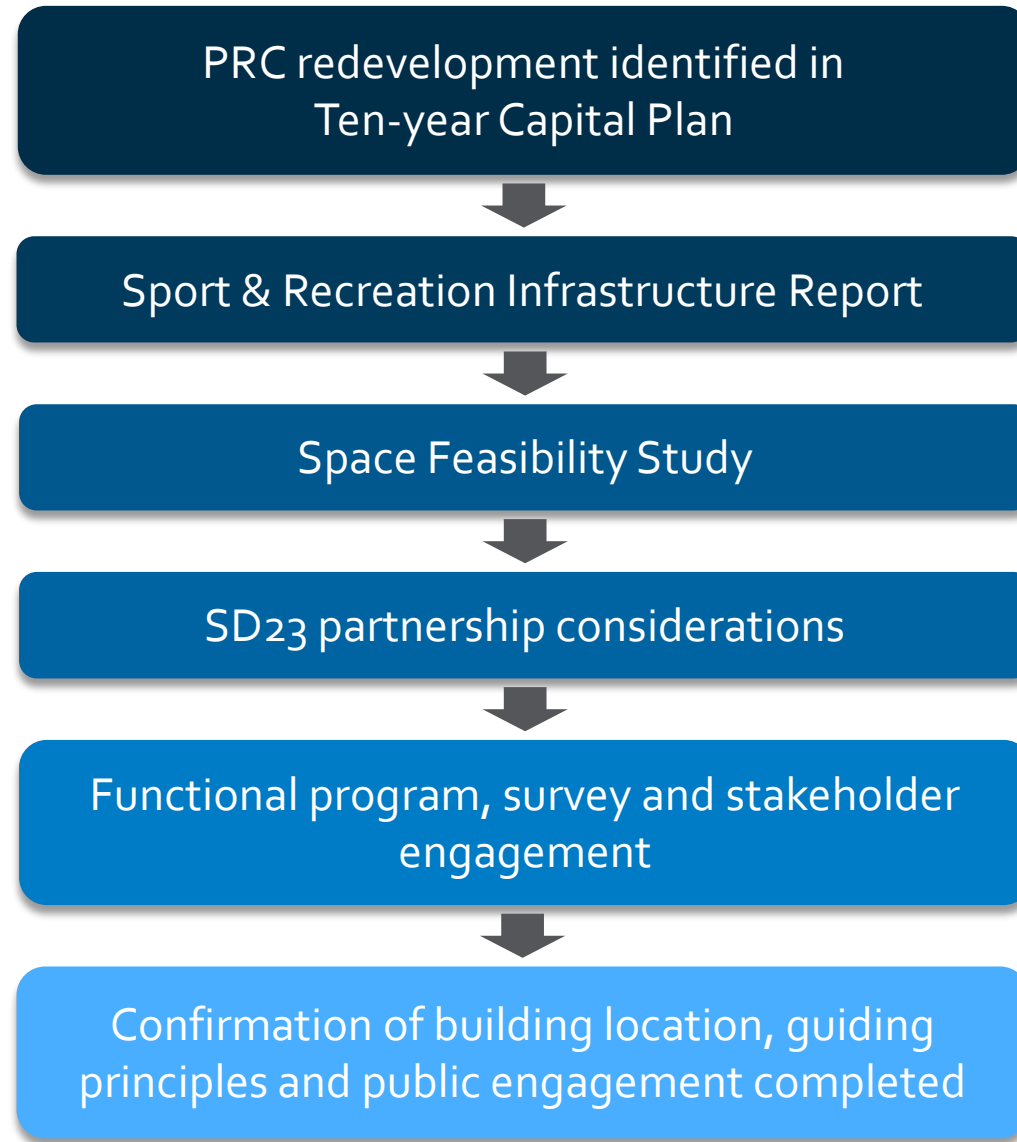 PRC redevelopment identified in
Ten-year Capital Plan
Sport & Recreation Infrastructure Report
Space Feasibility Study
SD23 partnership considerations
Functional program, survey and stakeholder
engagement
Confirmation of building location, guiding
principles and public engagement completed